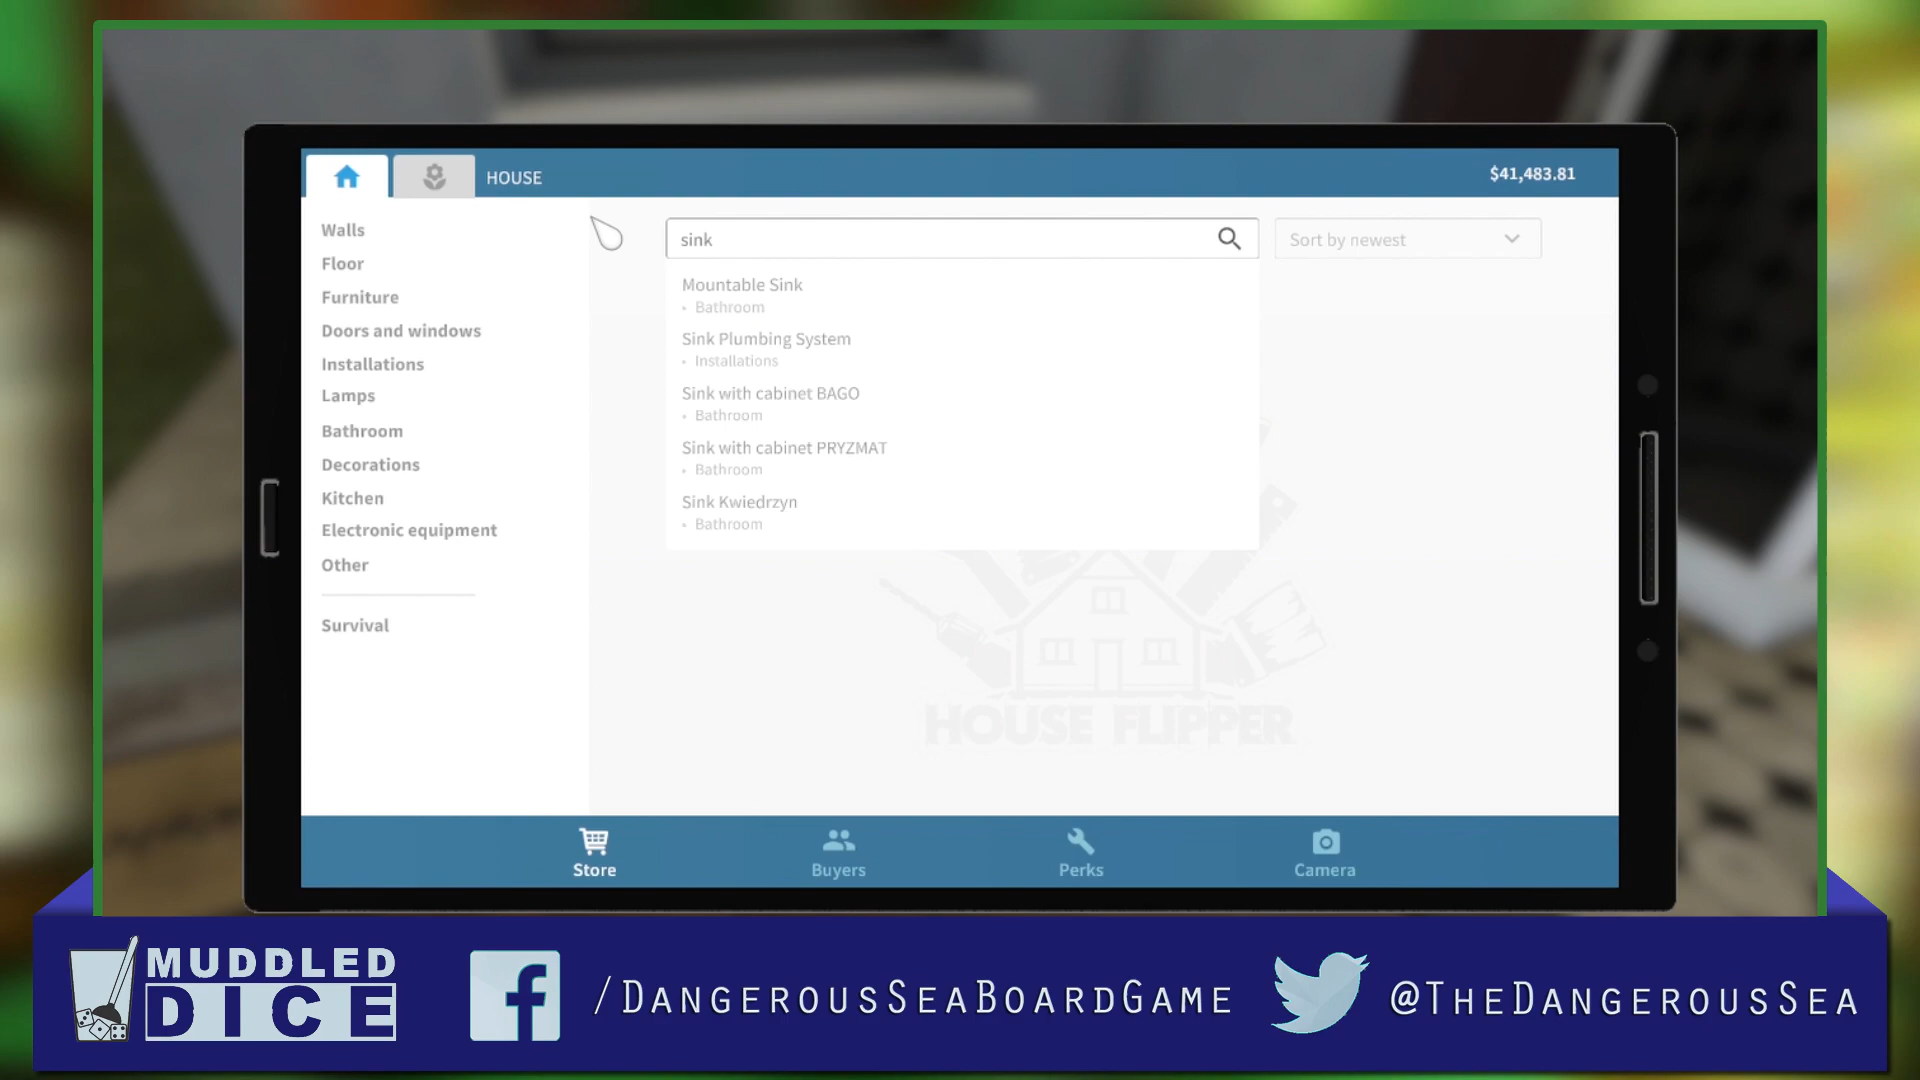 HOUSE
$41,483.81
Walls
Floor
Furniture
Doors and windows
Installations
Lamps
Bathroom
Decorations
Kitchen
Electronic equipment
Other
Survival
sink
Sort by newest
Mountable Sink
• Bathroom
Sink Plumbing System
• Installations
Sink with cabinet BAGO
• Bathroom
Sink with cabinet PRYZMAT
• Bathroom
Sink Kwiedrzyn
• Bathroom
HOUSE FLIPPER
Store
Buyers
Perks
Camera
MUDDLED
DICE
/DANGEROUSSEABOARDGAME
@THEDANGEROUSSEA